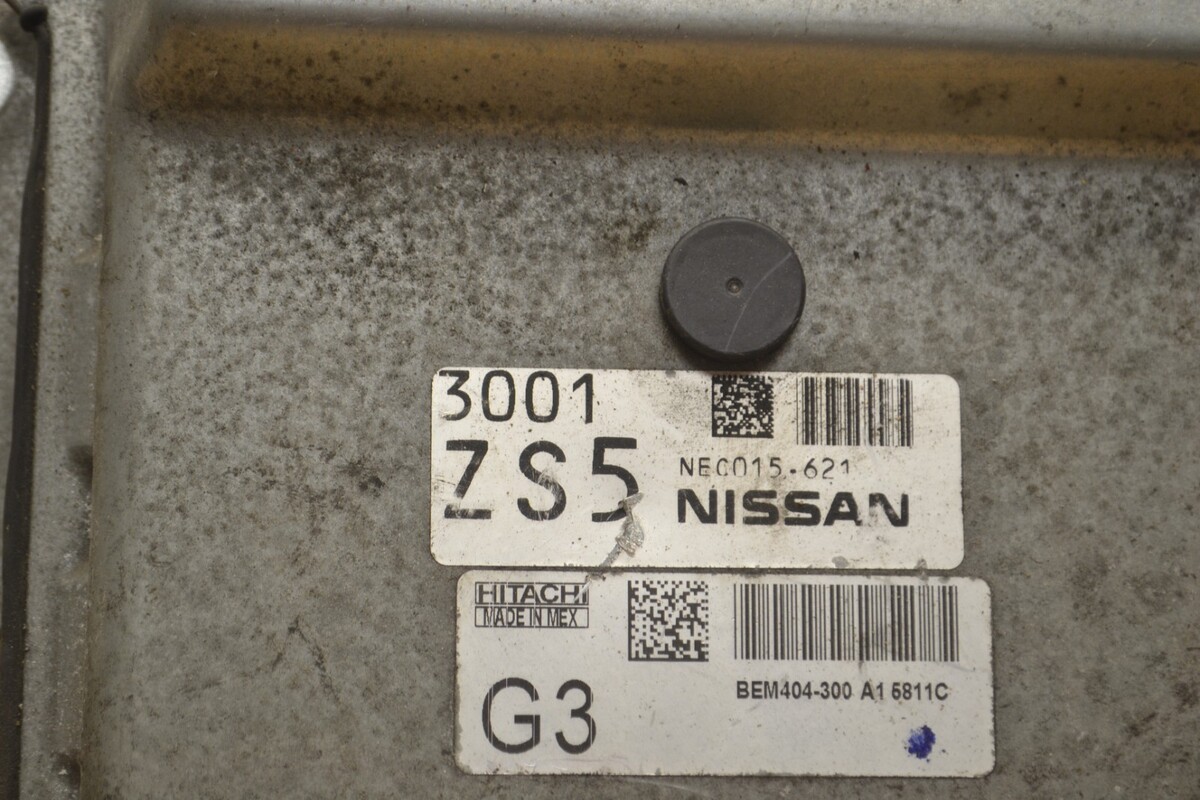 3001
ZS5
NEC015-621
NISSAN
HITACHI
MADE IN MEX
BEM404-300 A1 5811C
G3